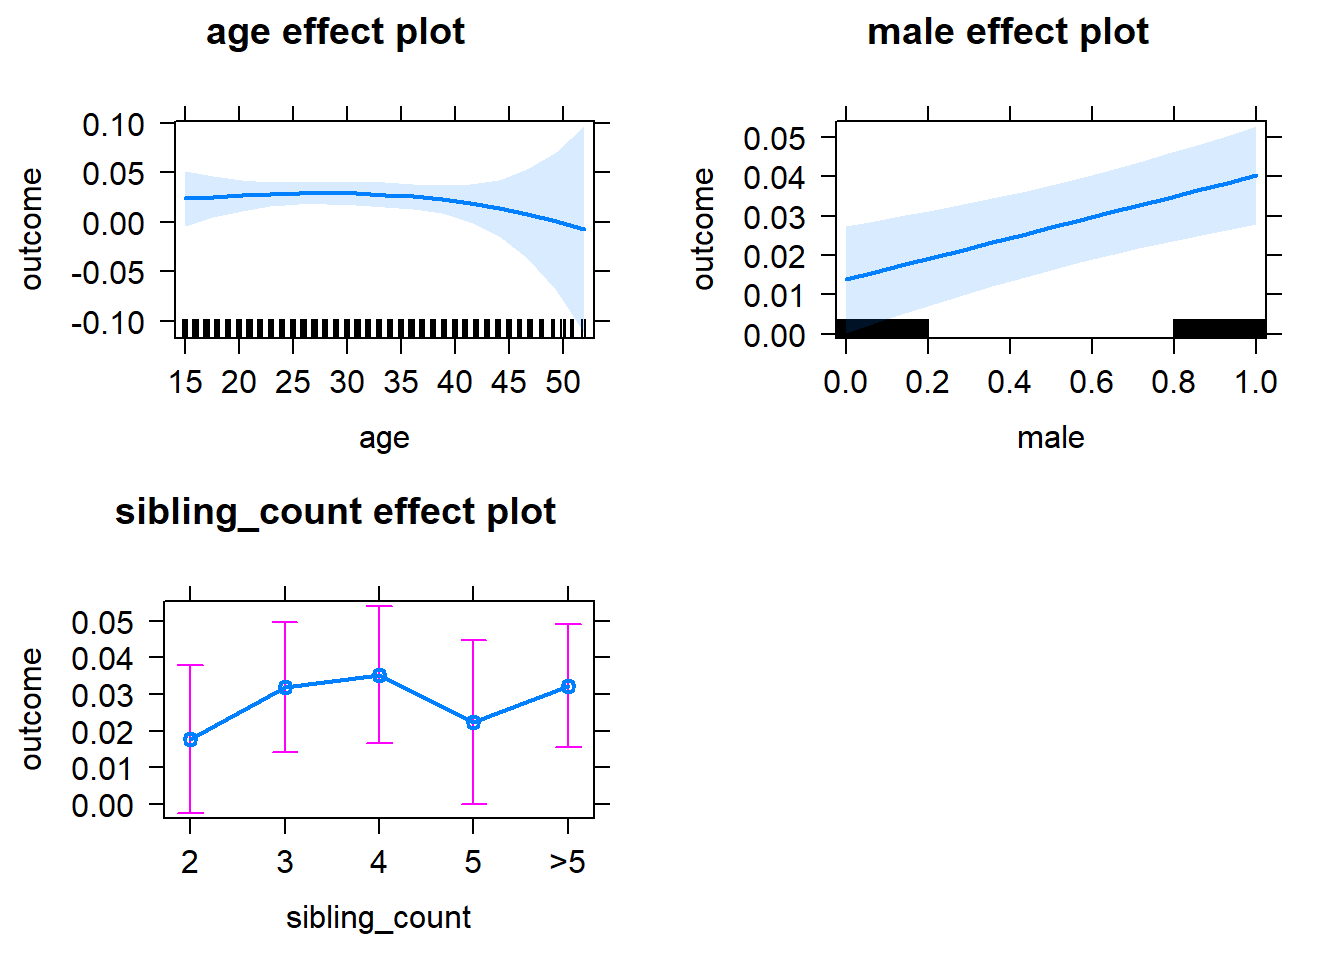 age effect plot
outcome
0.10
0.05
0.00
-0.05
-0.10
15 20 25 30 35 40 45 50
age
male effect plot
outcome
0.05
0.04
0.03
0.02
0.01
0.00
0.0 0.2 0.4 0.6 0.8 1.0
male
sibling_count effect plot
outcome
0.05
0.04
0.03
0.02
0.01
0.00
2 3 4 5 >5
sibling_count